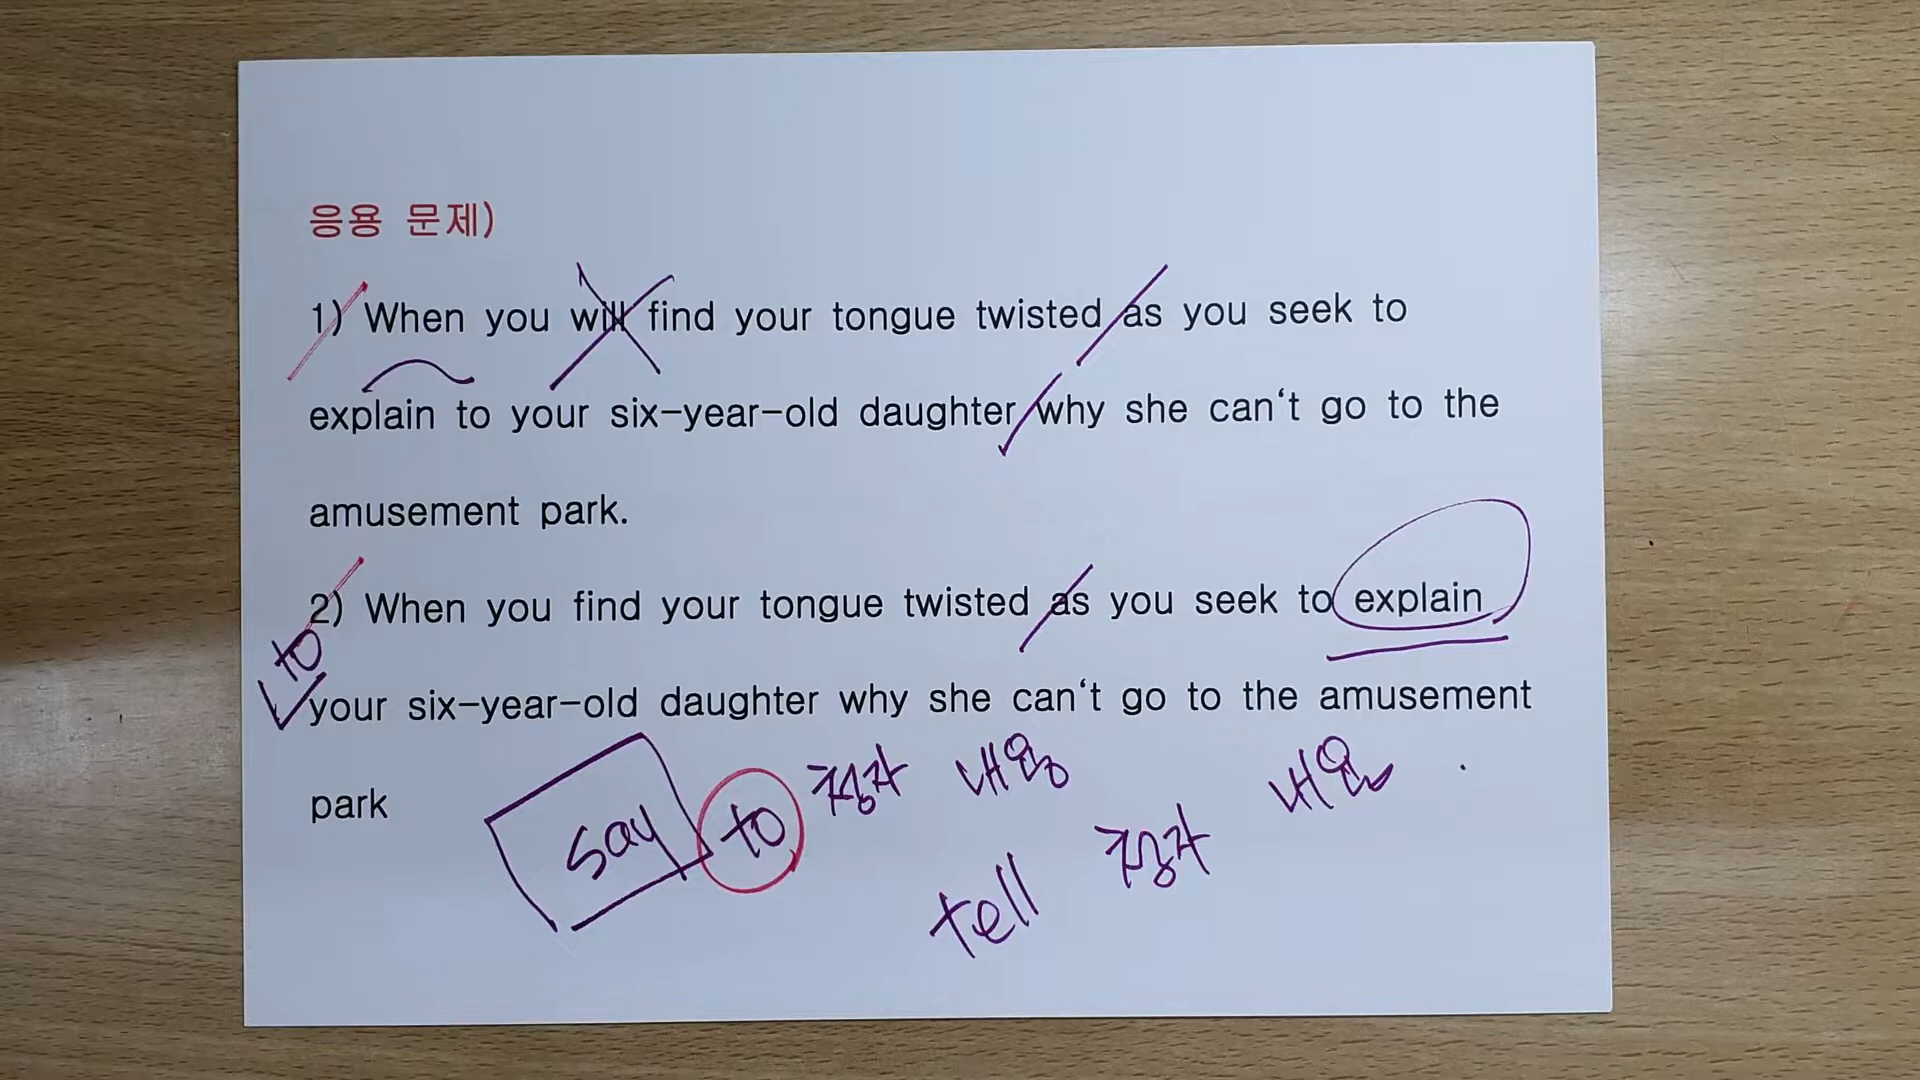 응용 문제)
1) When you will find your tongue twisted as you seek to
explain to your six-year-old daughter why she can't go to the
amusement park.
2) When you find your tongue twisted as you seek to explain
to
your six-year-old daughter why she can't go to the amusement
park
say to 청자 내용
tell 청자 내용